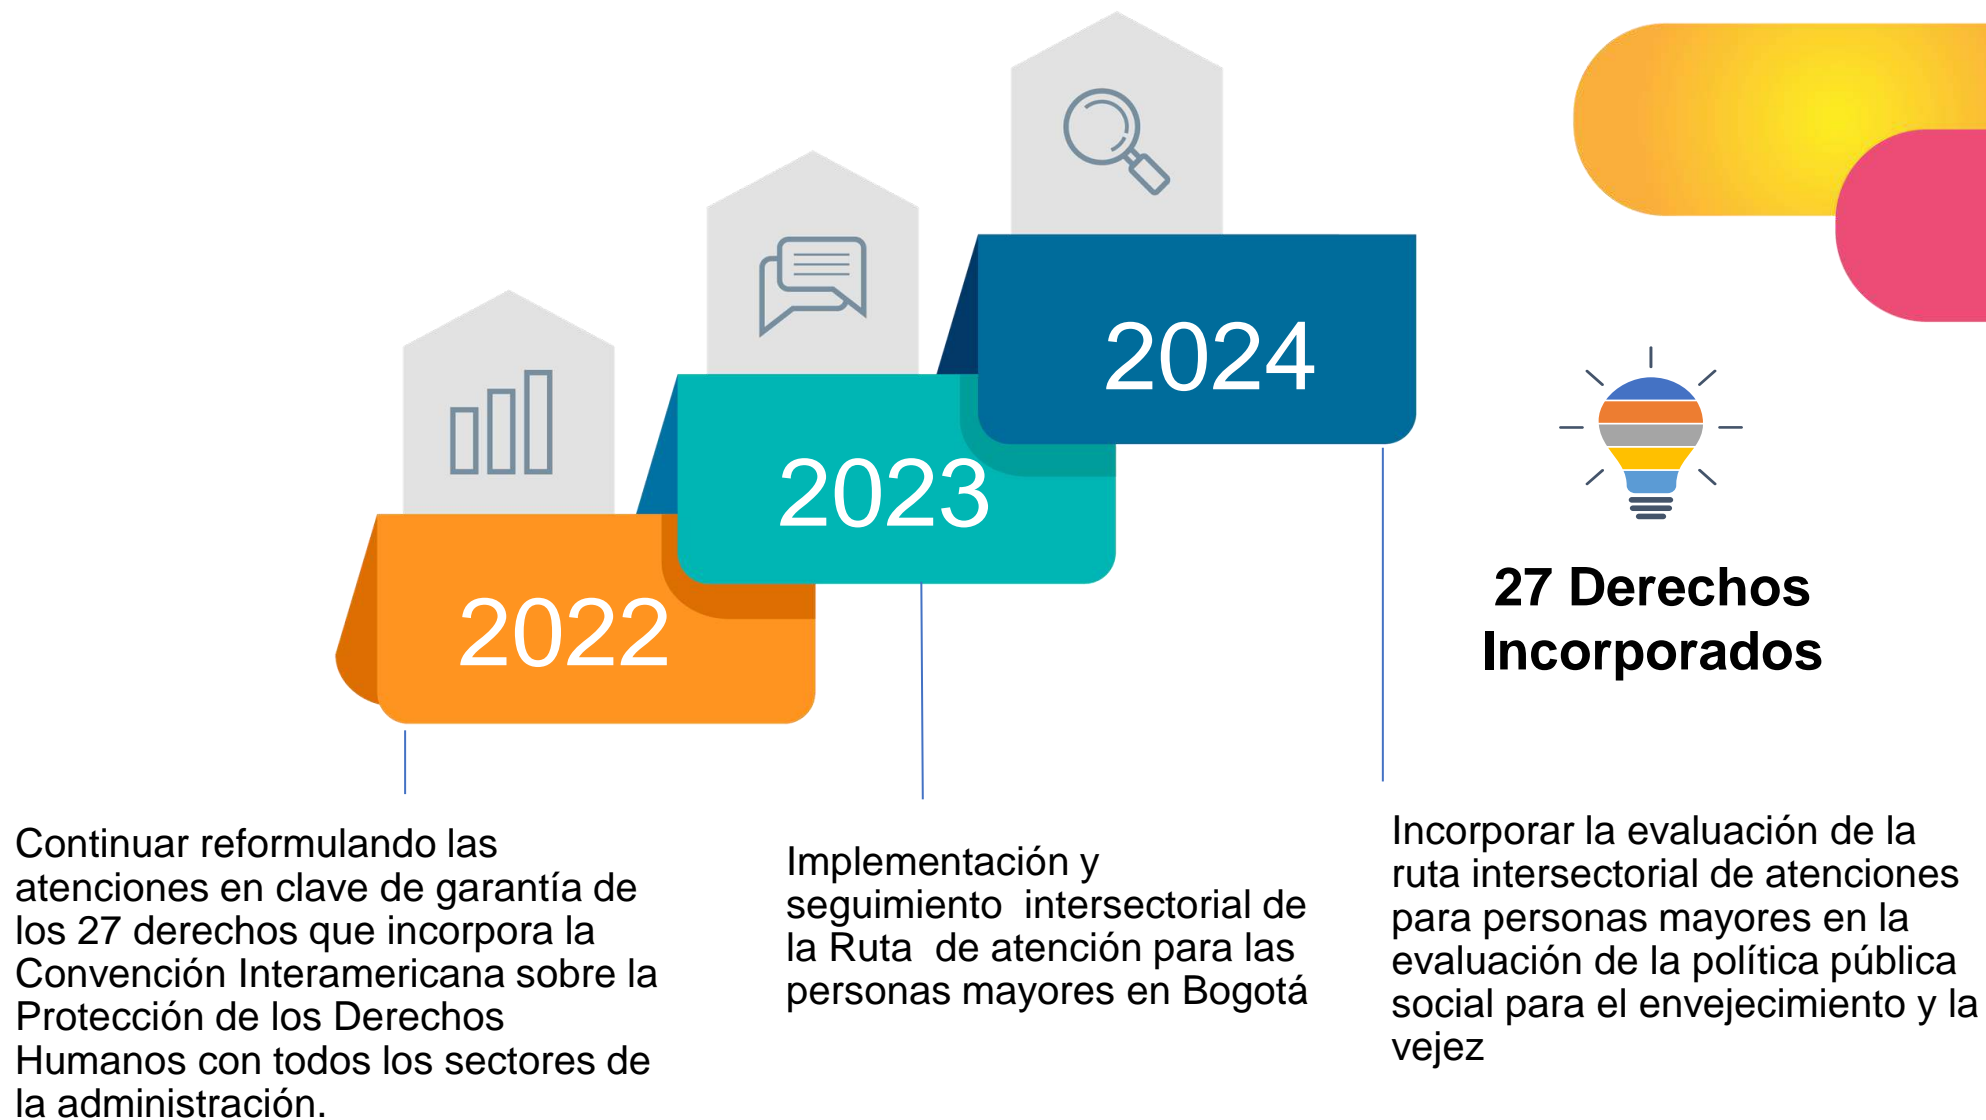 2022
2023
2024
27 Derechos
Incorporados
Continuar reformulando las
atenciones en clave de garantía de
los 27 derechos que incorpora la
Convención Interamericana sobre la
Protección de los Derechos
Humanos con todos los sectores de
la administración.
Implementación y
seguimiento  intersectorial de
la Ruta  de atención para las
personas mayores en Bogotá
Incorporar la evaluación de la
ruta intersectorial de atenciones
para personas mayores en la
evaluación de la política pública
social para el envejecimiento y la
vejez